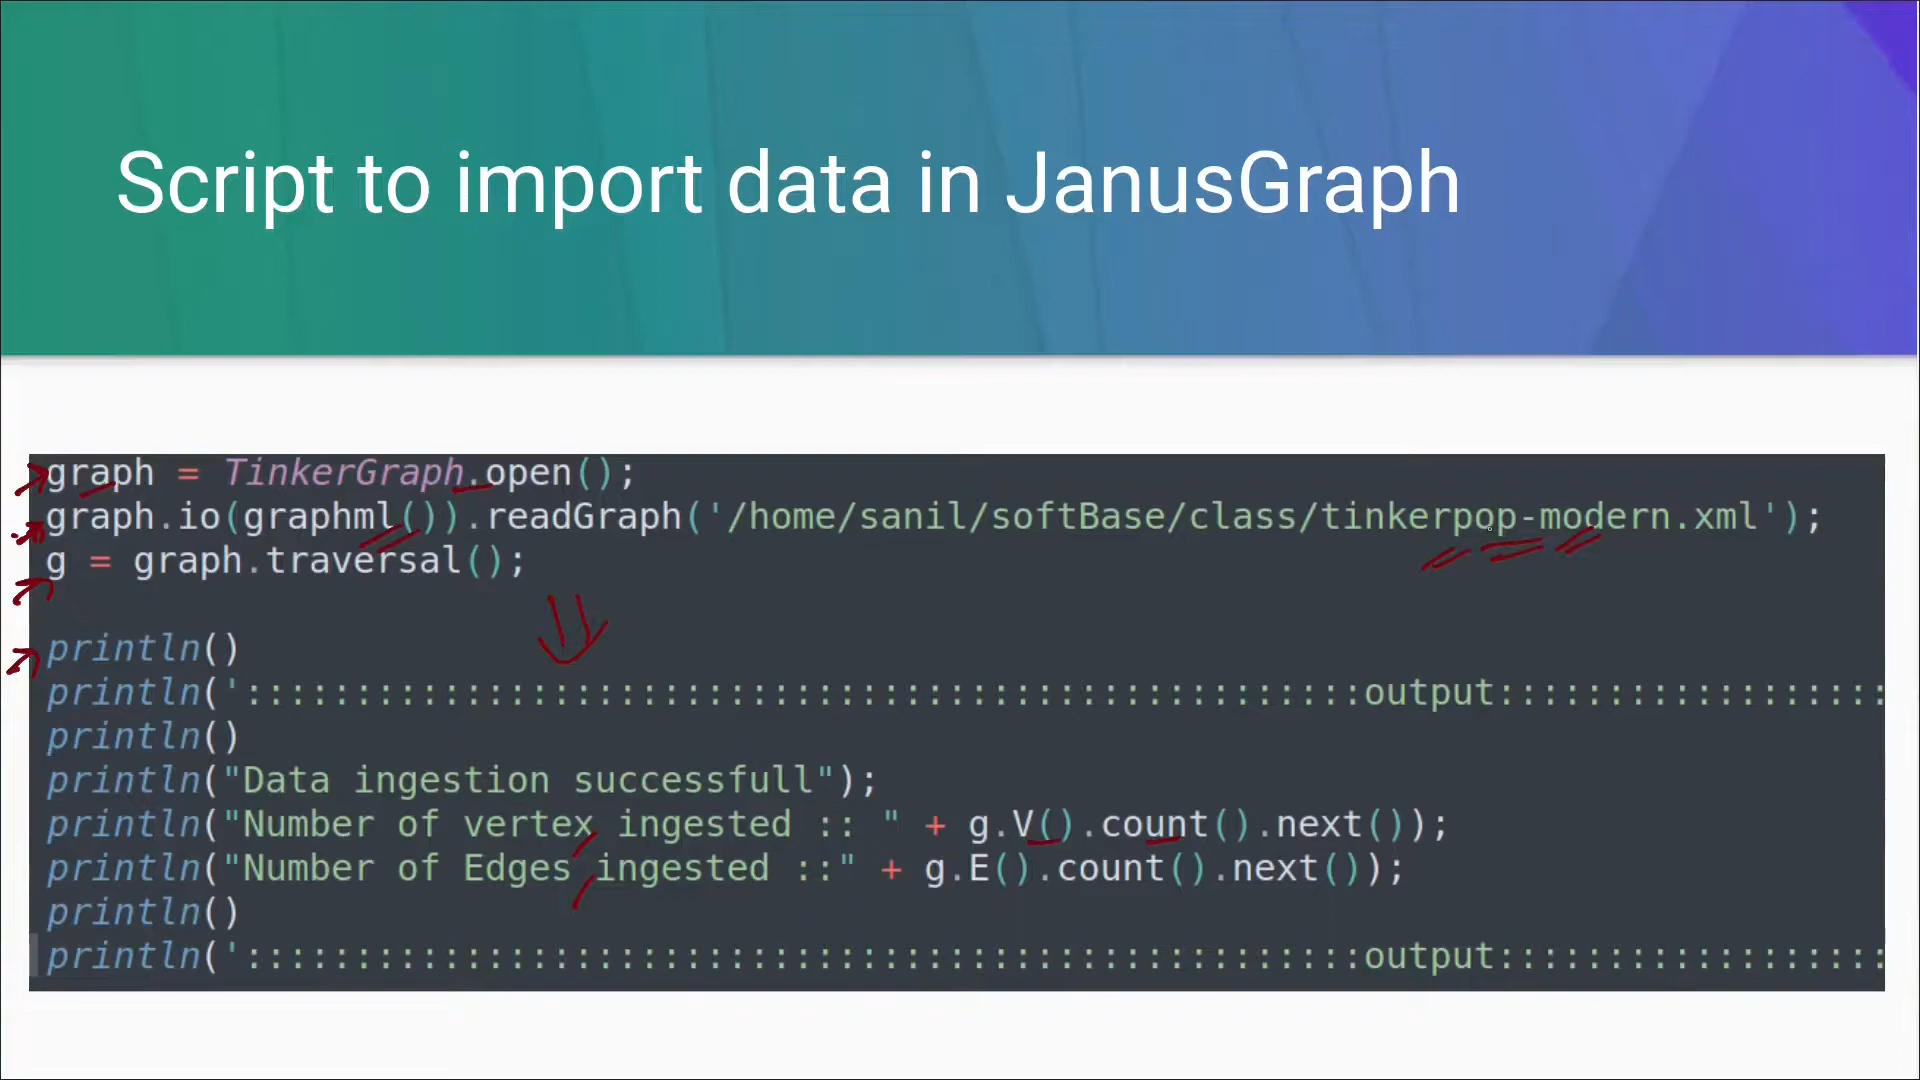 Script to import data in JanusGraph
graph = TinkerGraph.open();
graph.io(graphml()).readGraph('/home/sanil/softBase/class/tinkerpop-modern.xml');
g = graph.traversal();
println()
println(':::::::::::::::::::::::::::::::::::::::::::::::::::output::::::::::::::::::
println()
println("Data ingestion successfull");
println("Number of vertex ingested :: " + g.V().count().next());
println("Number of Edges ingested ::" + g.E().count().next());
println()
println(':::::::::::::::::::::::::::::::::::::::::::::::::::output::::::::::::::::::